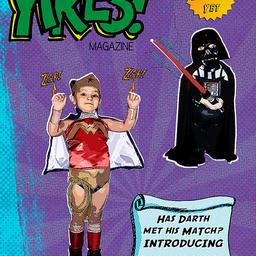 YIKES!
MAGAZINE
YET
ZAP!
ZAP!
HAS DARTH
MET HIS MATCH?
INTRODUCING